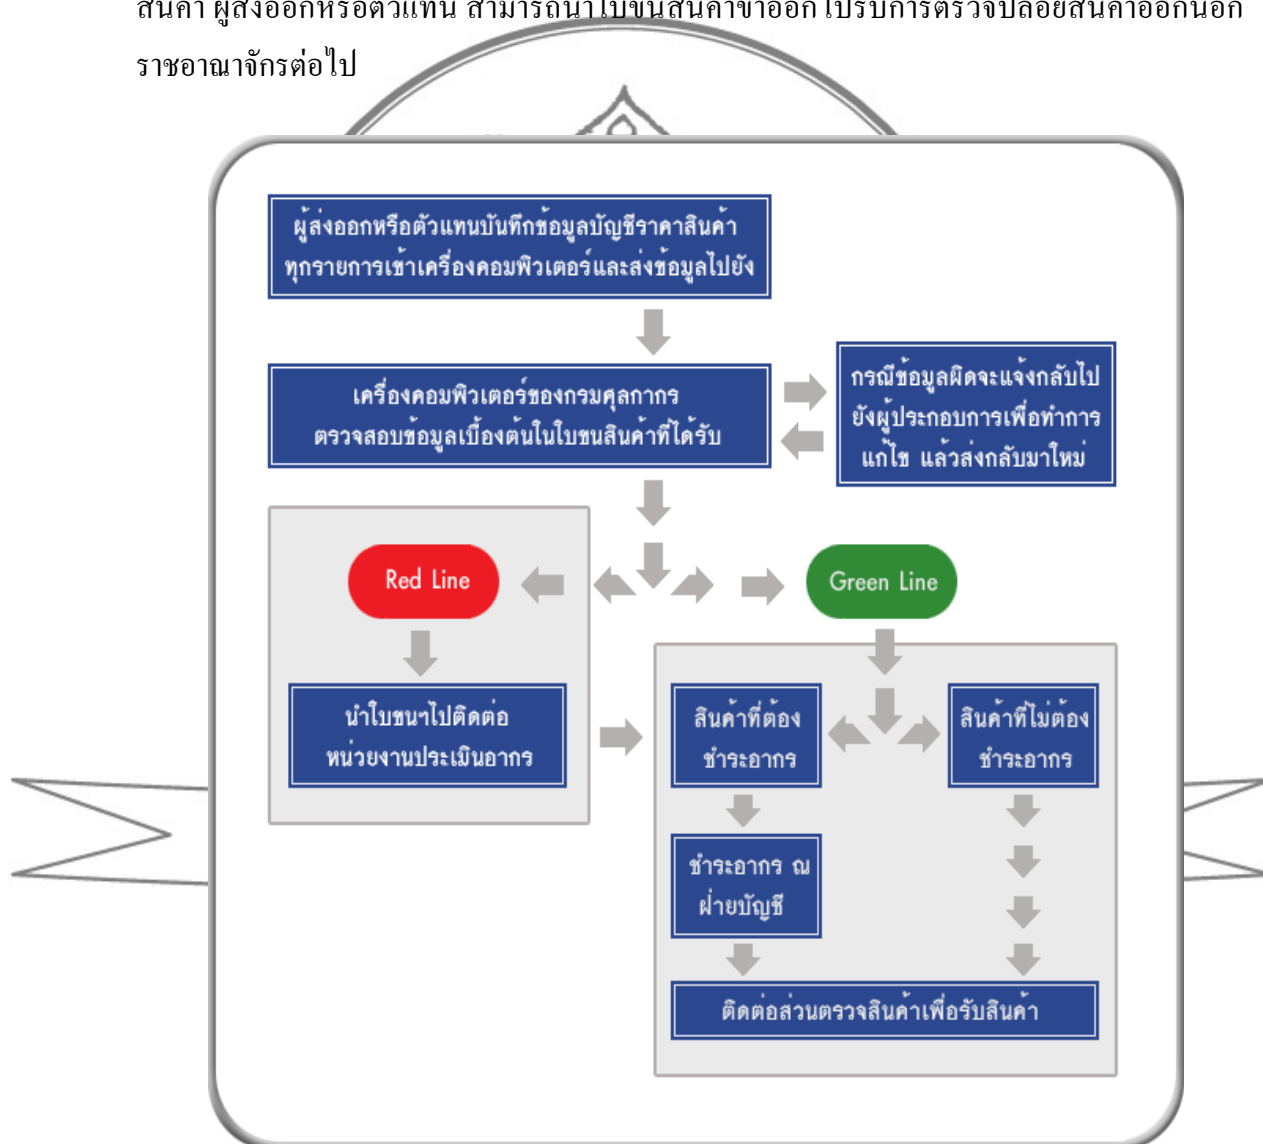 สินค้า ผู้ส่งออกหรือตัวแทน สามารถนำใบขนสินค้าขาออกไปรับการตรวจปล่อยสินค้าออกนอก
ราชอาณาจักรต่อไป
ผู้ส่งออกหรือตัวแทนบันทึกข้อมูลบัญชีราคาสินค้า
ทุกรายการเข้าเครื่องคอมพิวเตอร์และส่งข้อมูลไปยัง
เครื่องคอมพิวเตอร์ของกรมศุลกากร
ตรวจสอบข้อมูลเบื้องต้นในใบขนสินค้าที่ได้รับ
กรณีข้อมูลผิดจะแจ้งกลับไป
ยังผู้ประกอบการเพื่อทำการ
แก้ไข แล้วส่งกลับมาใหม่
Red Line
Green Line
นำใบขนฯไปติดต่อ
หน่วยงานประเมินอากร
สินค้าที่ต้อง
ชำระอากร
สินค้าที่ไม่ต้อง
ชำระอากร
ชำระอากร ณ
ฝ่ายบัญชี
ติดต่อส่วนตรวจสินค้าเพื่อรับสินค้า